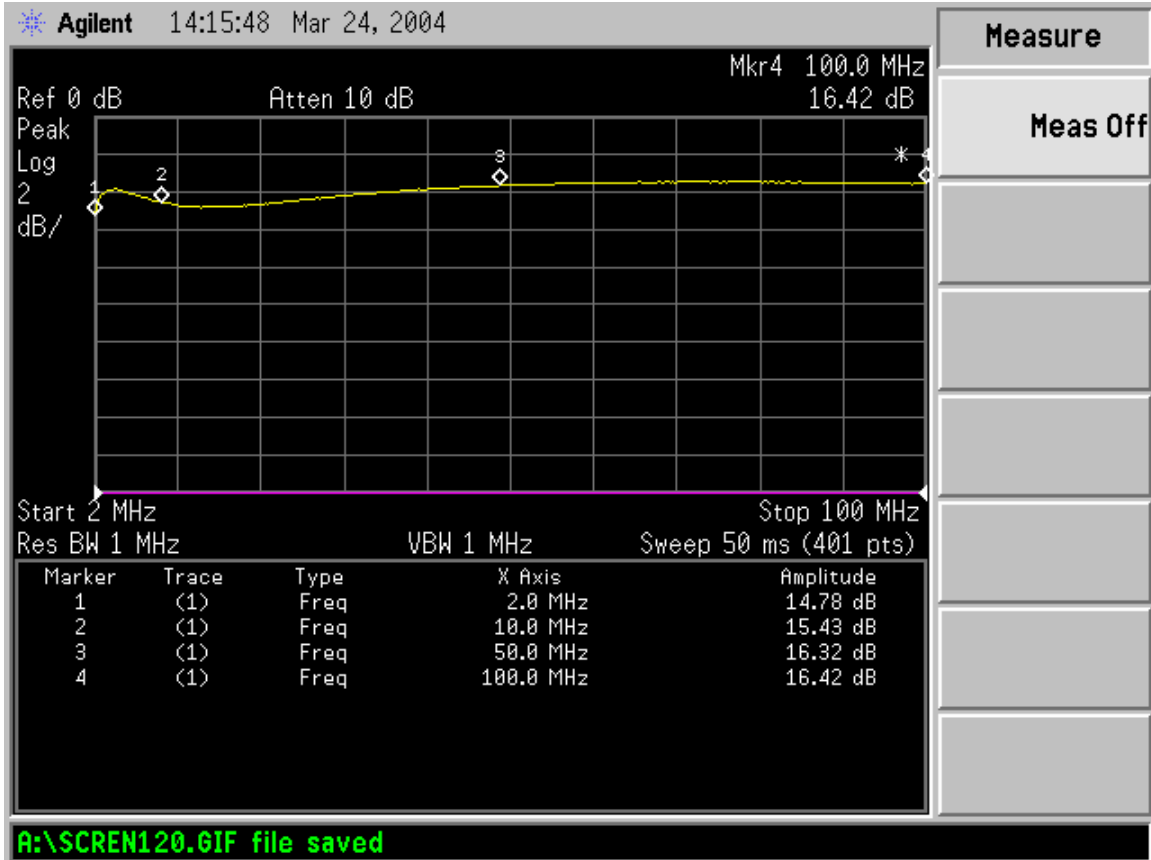 Agilent 14:15:48 Mar 24, 2004
Measure
Mkr4 100.0 MHz
Ref 0 dB Atten 10 dB 16.42 dB
Meas Off
Peak
Log
2
dB/
1
2
3
* 4
Start 2 MHz Stop 100 MHz
Res BW 1 MHz VBW 1 MHz Sweep 50 ms (401 pts)
Marker Trace Type X Axis Amplitude
1 (1) Freq 2.0 MHz 14.78 dB
2 (1) Freq 10.0 MHz 15.43 dB
3 (1) Freq 50.0 MHz 16.32 dB
4 (1) Freq 100.0 MHz 16.42 dB
A:\SCREN120.GIF file saved